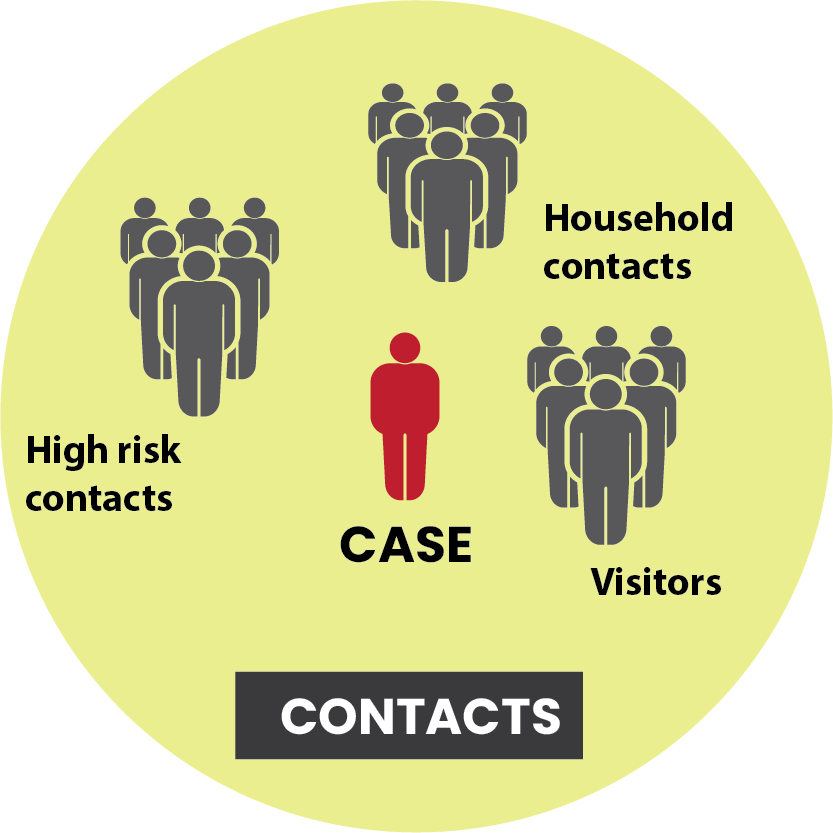 Household
contacts
High risk
contacts
CASE
Visitors
CONTACTS